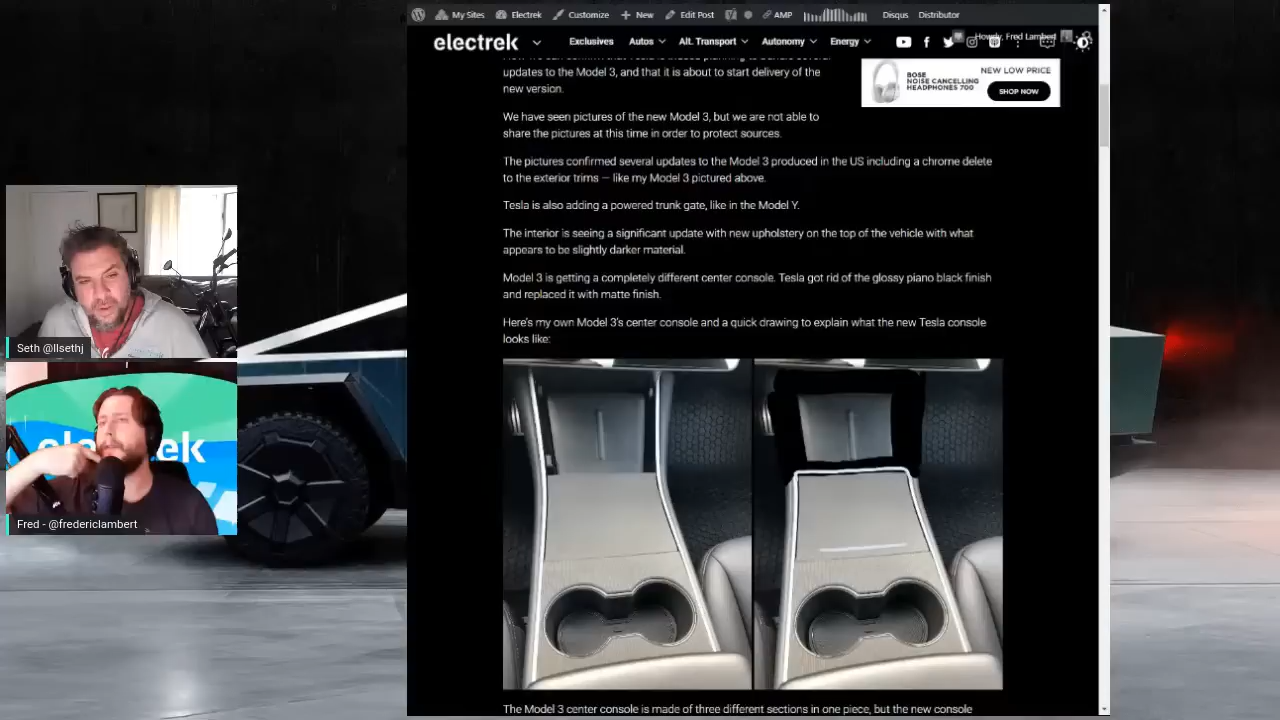 My Sites
Electrek
Customize
New
Edit Post
AMP
Disqus
Distributor
electrek
Exclusives
Autos
Alt. Transport
Autonomy
Energy
Howdy, Fred Lambert
updates to the Model 3, and that it is about to start delivery of the
new version.
BOSE
NOISE CANCELLING
HEADPHONES 700
NEW LOW PRICE
SHOP NOW
We have seen pictures of the new Model 3, but we are not able to
share the pictures at this time in order to protect sources.
The pictures confirmed several updates to the Model 3 produced in the US including a chrome delete
to the exterior trims — like my Model 3 pictured above.
Tesla is also adding a powered trunk gate, like in the Model Y.
The interior is seeing a significant update with new upholstery on the top of the vehicle with what
appears to be slightly darker material.
Model 3 is getting a completely different center console. Tesla got rid of the glossy piano black finish
and replaced it with matte finish.
Here's my own Model 3's center console and a quick drawing to explain what the new Tesla console
looks like:
The Model 3 center console is made of three different sections in one piece, but the new console
Seth @llsethj
Fred - @fredericlambert